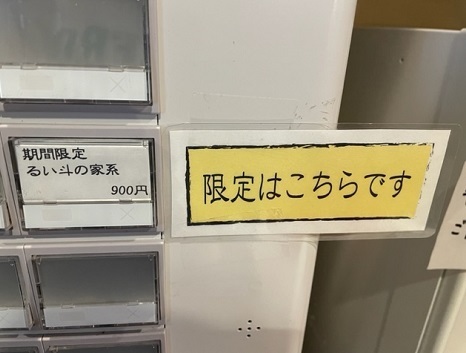 期間限定
るい斗の家系
900円
限定はこちらです